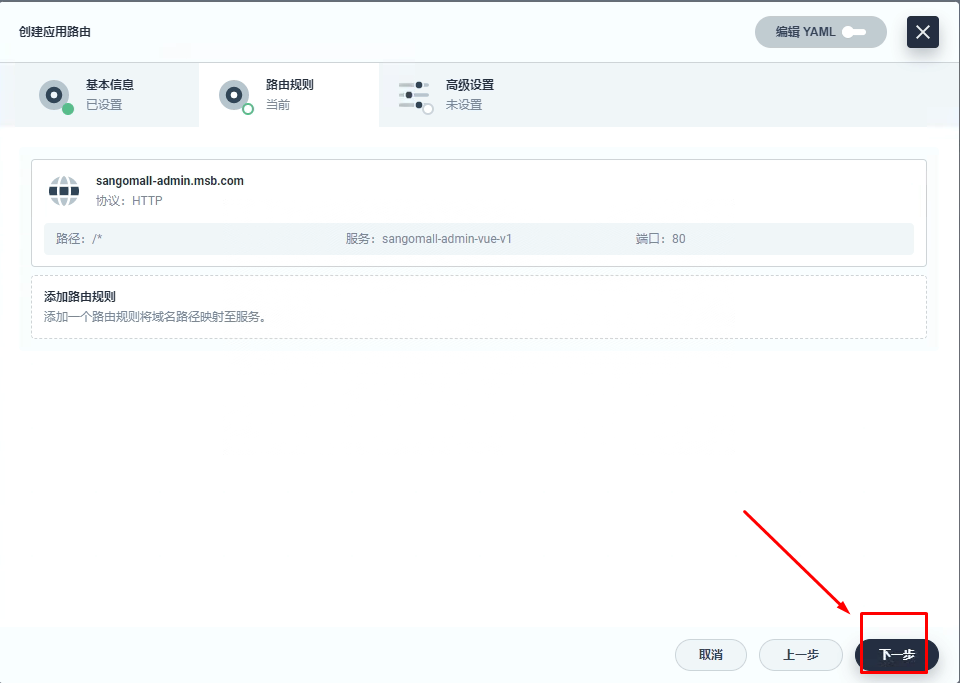 创建应用路由
编辑 YAML
基本信息
已设置
路由规则
当前
高级设置
未设置
sangomall-admin.msb.com
协议：HTTP
路径：/* 服务：sangomall-admin-vue-v1 端口：80
添加路由规则
添加一个路由规则将域名路径映射至服务。
取消 上一步 下一步